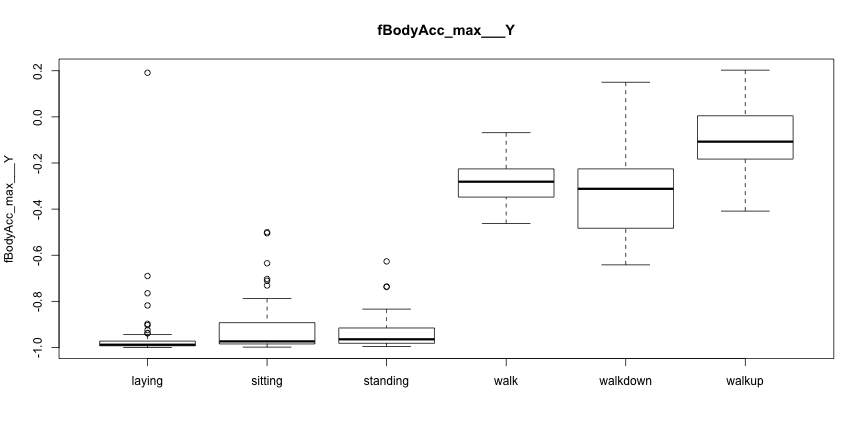 fBodyAcc_max___Y
fBodyAcc_max___Y
0.2
0.0
-0.2
-0.4
-0.6
-0.8
-1.0
laying sitting standing walk walkdown walkup